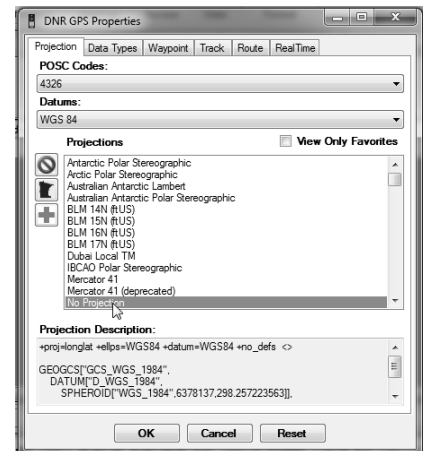 DNR GPS Properties
Projection Data Types Waypoint Track Route RealTime
POSC Codes:
4326
Datums:
WGS 84
Projections
View Only Favorites
Antarctic Polar Stereographic
Arctic Polar Stereographic
Australian Antarctic Lambert
Australian Antarctic Polar Stereographic
BLM 14N (ftUS)
BLM 15N (ftUS)
BLM 16N (ftUS)
BLM 17N (ftUS)
Dubai Local TM
IBCAO Polar Stereographic
Mercator 41
Mercator 41 (deprecated)
No Projection
Projection Description:
+proj=longlat +ellps=WGS84 +datum=WGS84 +no_defs <>
GEOGCS["GCS_WGS_1984",
DATUM["D_WGS_1984",
SPHEROID["WGS_1984",6378137,298.257223563]],
OK Cancel Reset